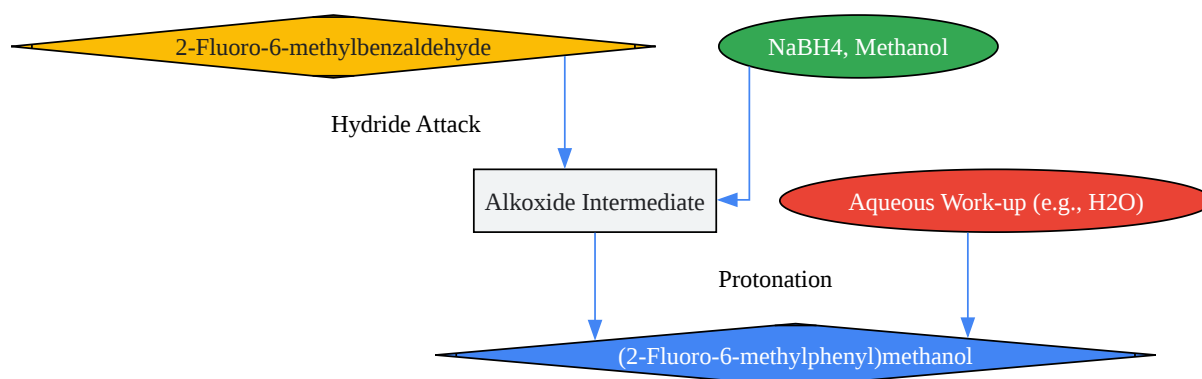 2-Fluoro-6-methylbenzaldehyde
NaBH4, Methanol
Hydride Attack
Alkoxide Intermediate
Aqueous Work-up (e.g., H2O)
Protonation
(2-Fluoro-6-methylphenyl)methanol